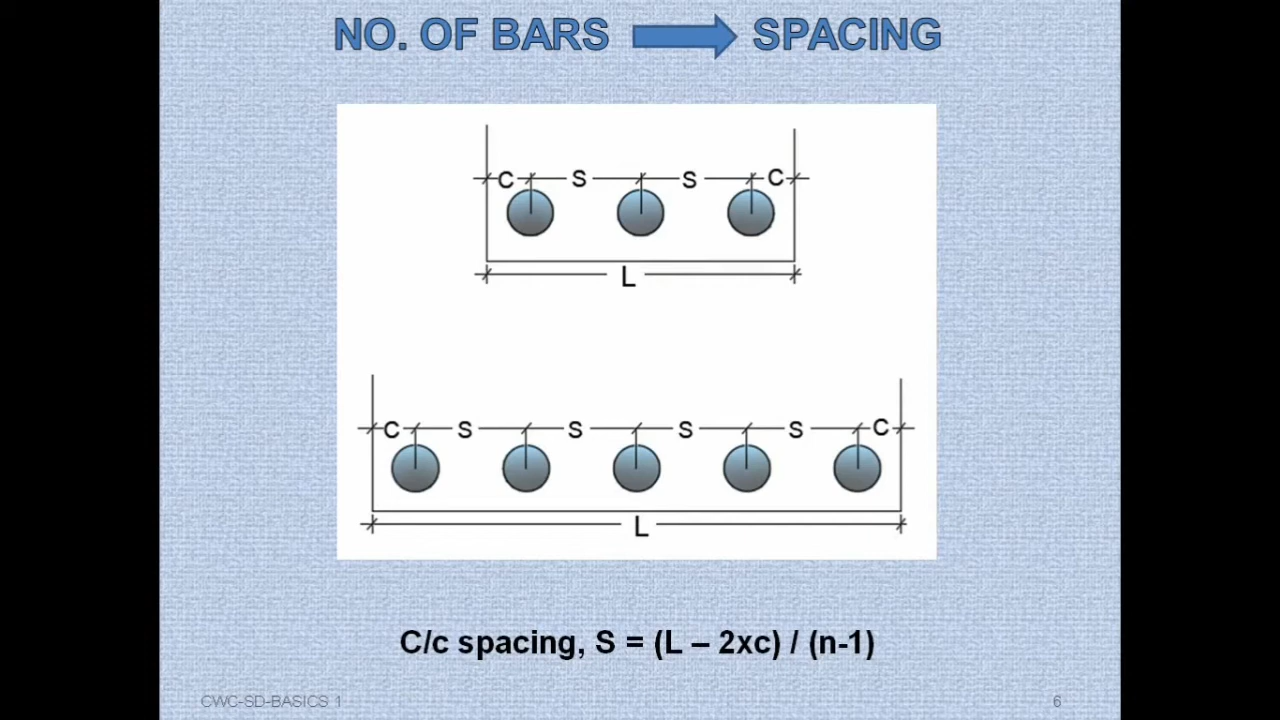 NO. OF BARS SPACING
C S S C
L
C S S S S C
L
C/c spacing, S = (L – 2xc) / (n-1)
CWC-SD-BASICS 1 6